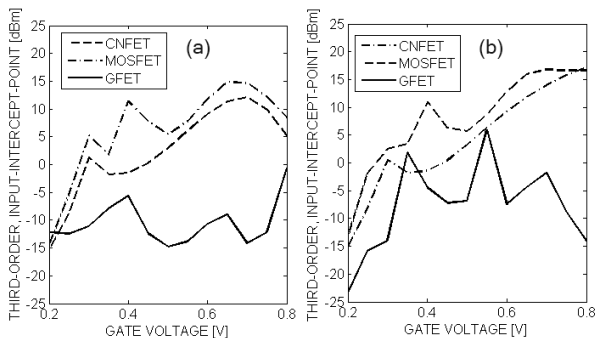 THIRD-ORDER, INPUT-INTERCEPT-POINT [dBm]
25
20
15
10
5
0
-5
-10
-15
-20
-25
CNFET
MOSFET
GFET
(a)
0.2
0.4
0.6
0.8
GATE VOLTAGE [V]
THIRD-ORDER, INPUT-INTERCEPT-POINT [dBm]
25
20
15
10
5
0
-5
-10
-15
-20
-25
CNFET
MOSFET
GFET
(b)
0.2
0.4
0.6
0.8
GATE VOLTAGE [V]